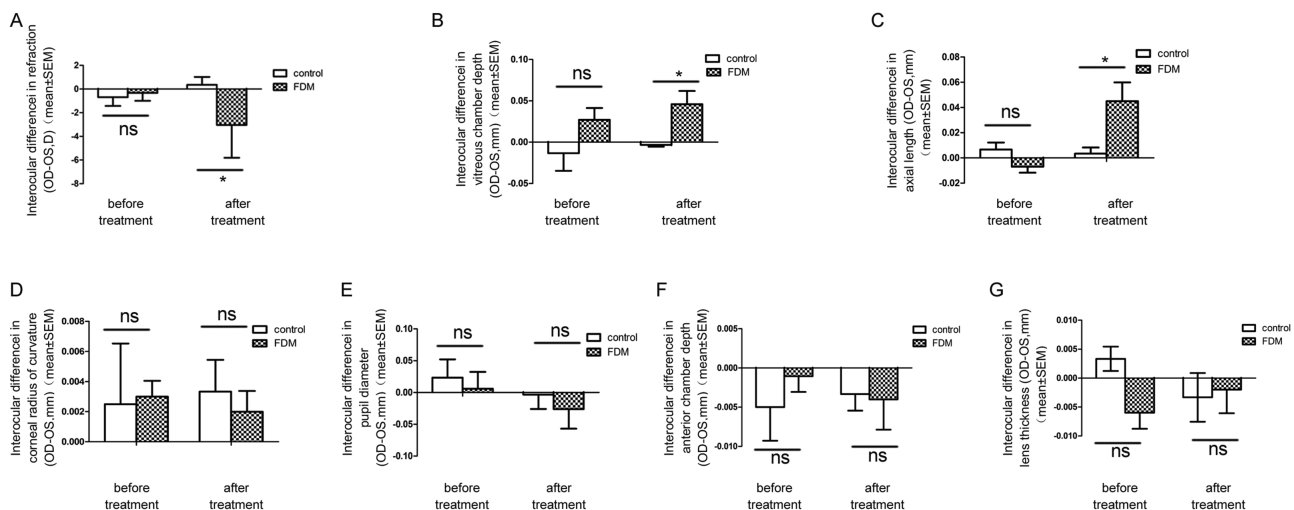 A
Interocular differencei in refraction
(OD-OS,D)（mean±SEM)
2
0
-2
-4
-6
-8
ns
*
control
FDM
before
treatment
after
treatment
B
Interocular differencei in
vitreous chamber depth
(OD-OS,mm)（mean±SEM)
0.10
0.05
0.00
-0.05
ns
*
control
FDM
before
treatment
after
treatment
C
Interocular differencei in
axial length (OD-OS,mm)
（mean±SEM)
0.08
0.06
0.04
0.02
0.00
-0.02
ns
*
control
FDM
before
treatment
after
treatment
D
Interocular differencei in
corneal radius of curvature
(OD-OS,mm)（mean±SEM)
0.008
0.006
0.004
0.002
0.000
ns
ns
control
FDM
before
treatment
after
treatment
E
Interocular differencei in
pupil diameter
(OD-OS,mm)（mean±SEM)
0.10
0.05
0.00
-0.05
-0.10
ns
ns
control
FDM
before
treatment
after
treatment
F
Interocular differencei in
anterior chamber depth
(OD-OS,mm)（mean±SEM)
0.005
0.000
-0.005
-0.010
ns
ns
control
FDM
before
treatment
after
treatment
G
Interocular differencei in
lens thickness (OD-OS,mm)
（mean±SEM)
0.010
0.005
0.000
-0.005
-0.010
ns
ns
control
FDM
before
treatment
after
treatment